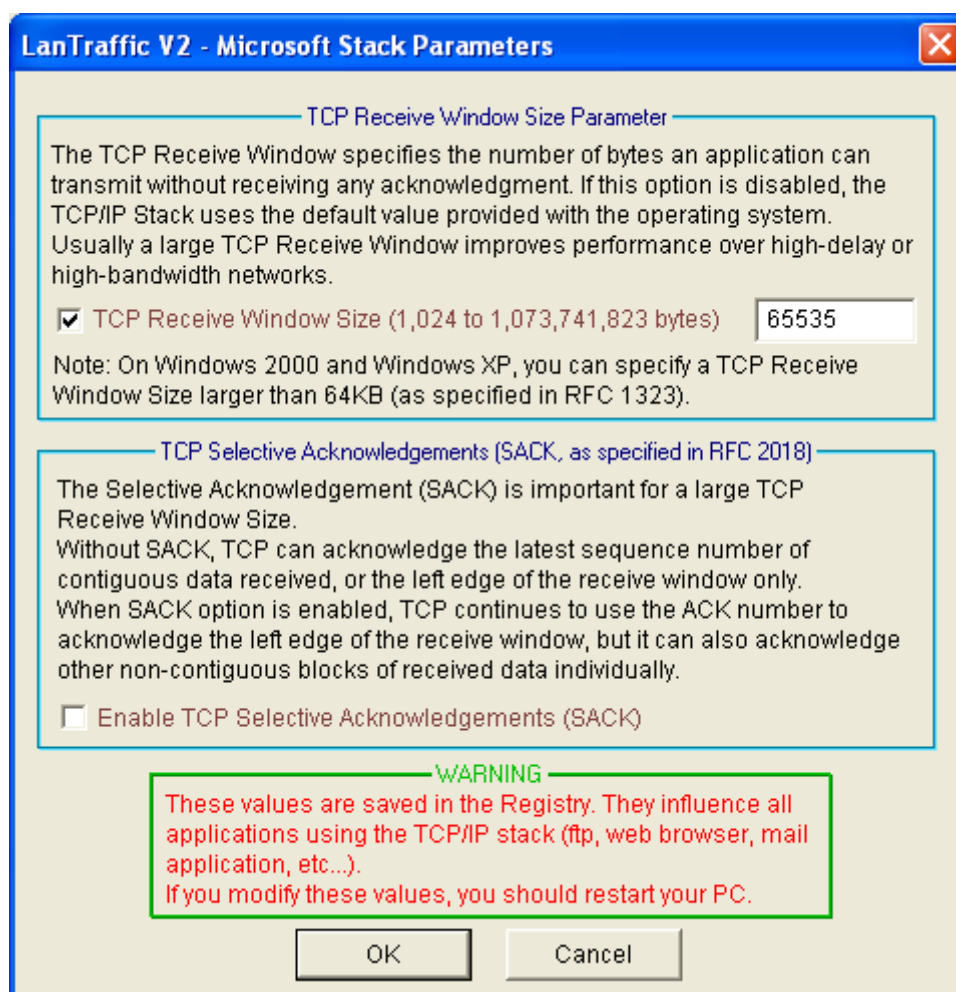 LanTraffic V2 - Microsoft Stack Parameters
TCP Receive Window Size Parameter
The TCP Receive Window specifies the number of bytes an application can
transmit without receiving any acknowledgment. If this option is disabled, the
TCP/IP Stack uses the default value provided with the operating system.
Usually a large TCP Receive Window improves performance over high-delay or
high-bandwidth networks.
TCP Receive Window Size (1,024 to 1,073,741,823 bytes) 65535
Note: On Windows 2000 and Windows XP, you can specify a TCP Receive
Window Size larger than 64KB (as specified in RFC 1323).
TCP Selective Acknowledgements (SACK, as specified in RFC 2018)
The Selective Acknowledgement (SACK) is important for a large TCP
Receive Window Size.
Without SACK, TCP can acknowledge the latest sequence number of
contiguous data received, or the left edge of the receive window only.
When SACK option is enabled, TCP continues to use the ACK number to
acknowledge the left edge of the receive window, but it can also acknowledge
other non-contiguous blocks of received data individually.
Enable TCP Selective Acknowledgements (SACK)
WARNING
These values are saved in the Registry. They influence all
applications using the TCP/IP stack (ftp, web browser, mail
application, etc...).
If you modify these values, you should restart your PC.
OK Cancel